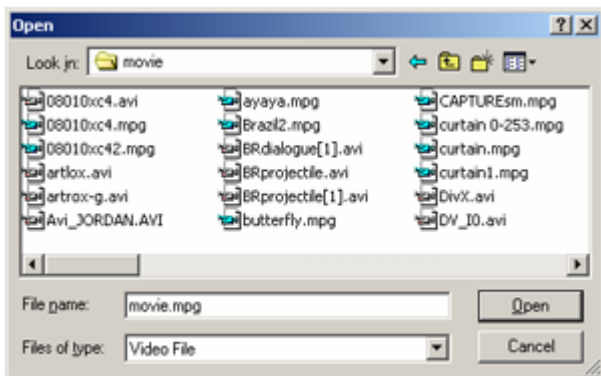 Open
Look in: movie
08010xc4.avi
08010xc4.mpg
08010xc42.mpg
artlox.avi
artrox-g.avi
Avi_JORDAN.AVI
ayaya.mpg
Brazil2.mpg
BRdialogue[1].avi
BRprojectile.avi
BRprojectile[1].avi
butterfly.mpg
CAPTUREsm.mpg
curtain 0-253.mpg
curtain.mpg
curtain1.mpg
DivX.avi
DV_IO.avi
File name: movie.mpg Open
Files of type: Video File Cancel